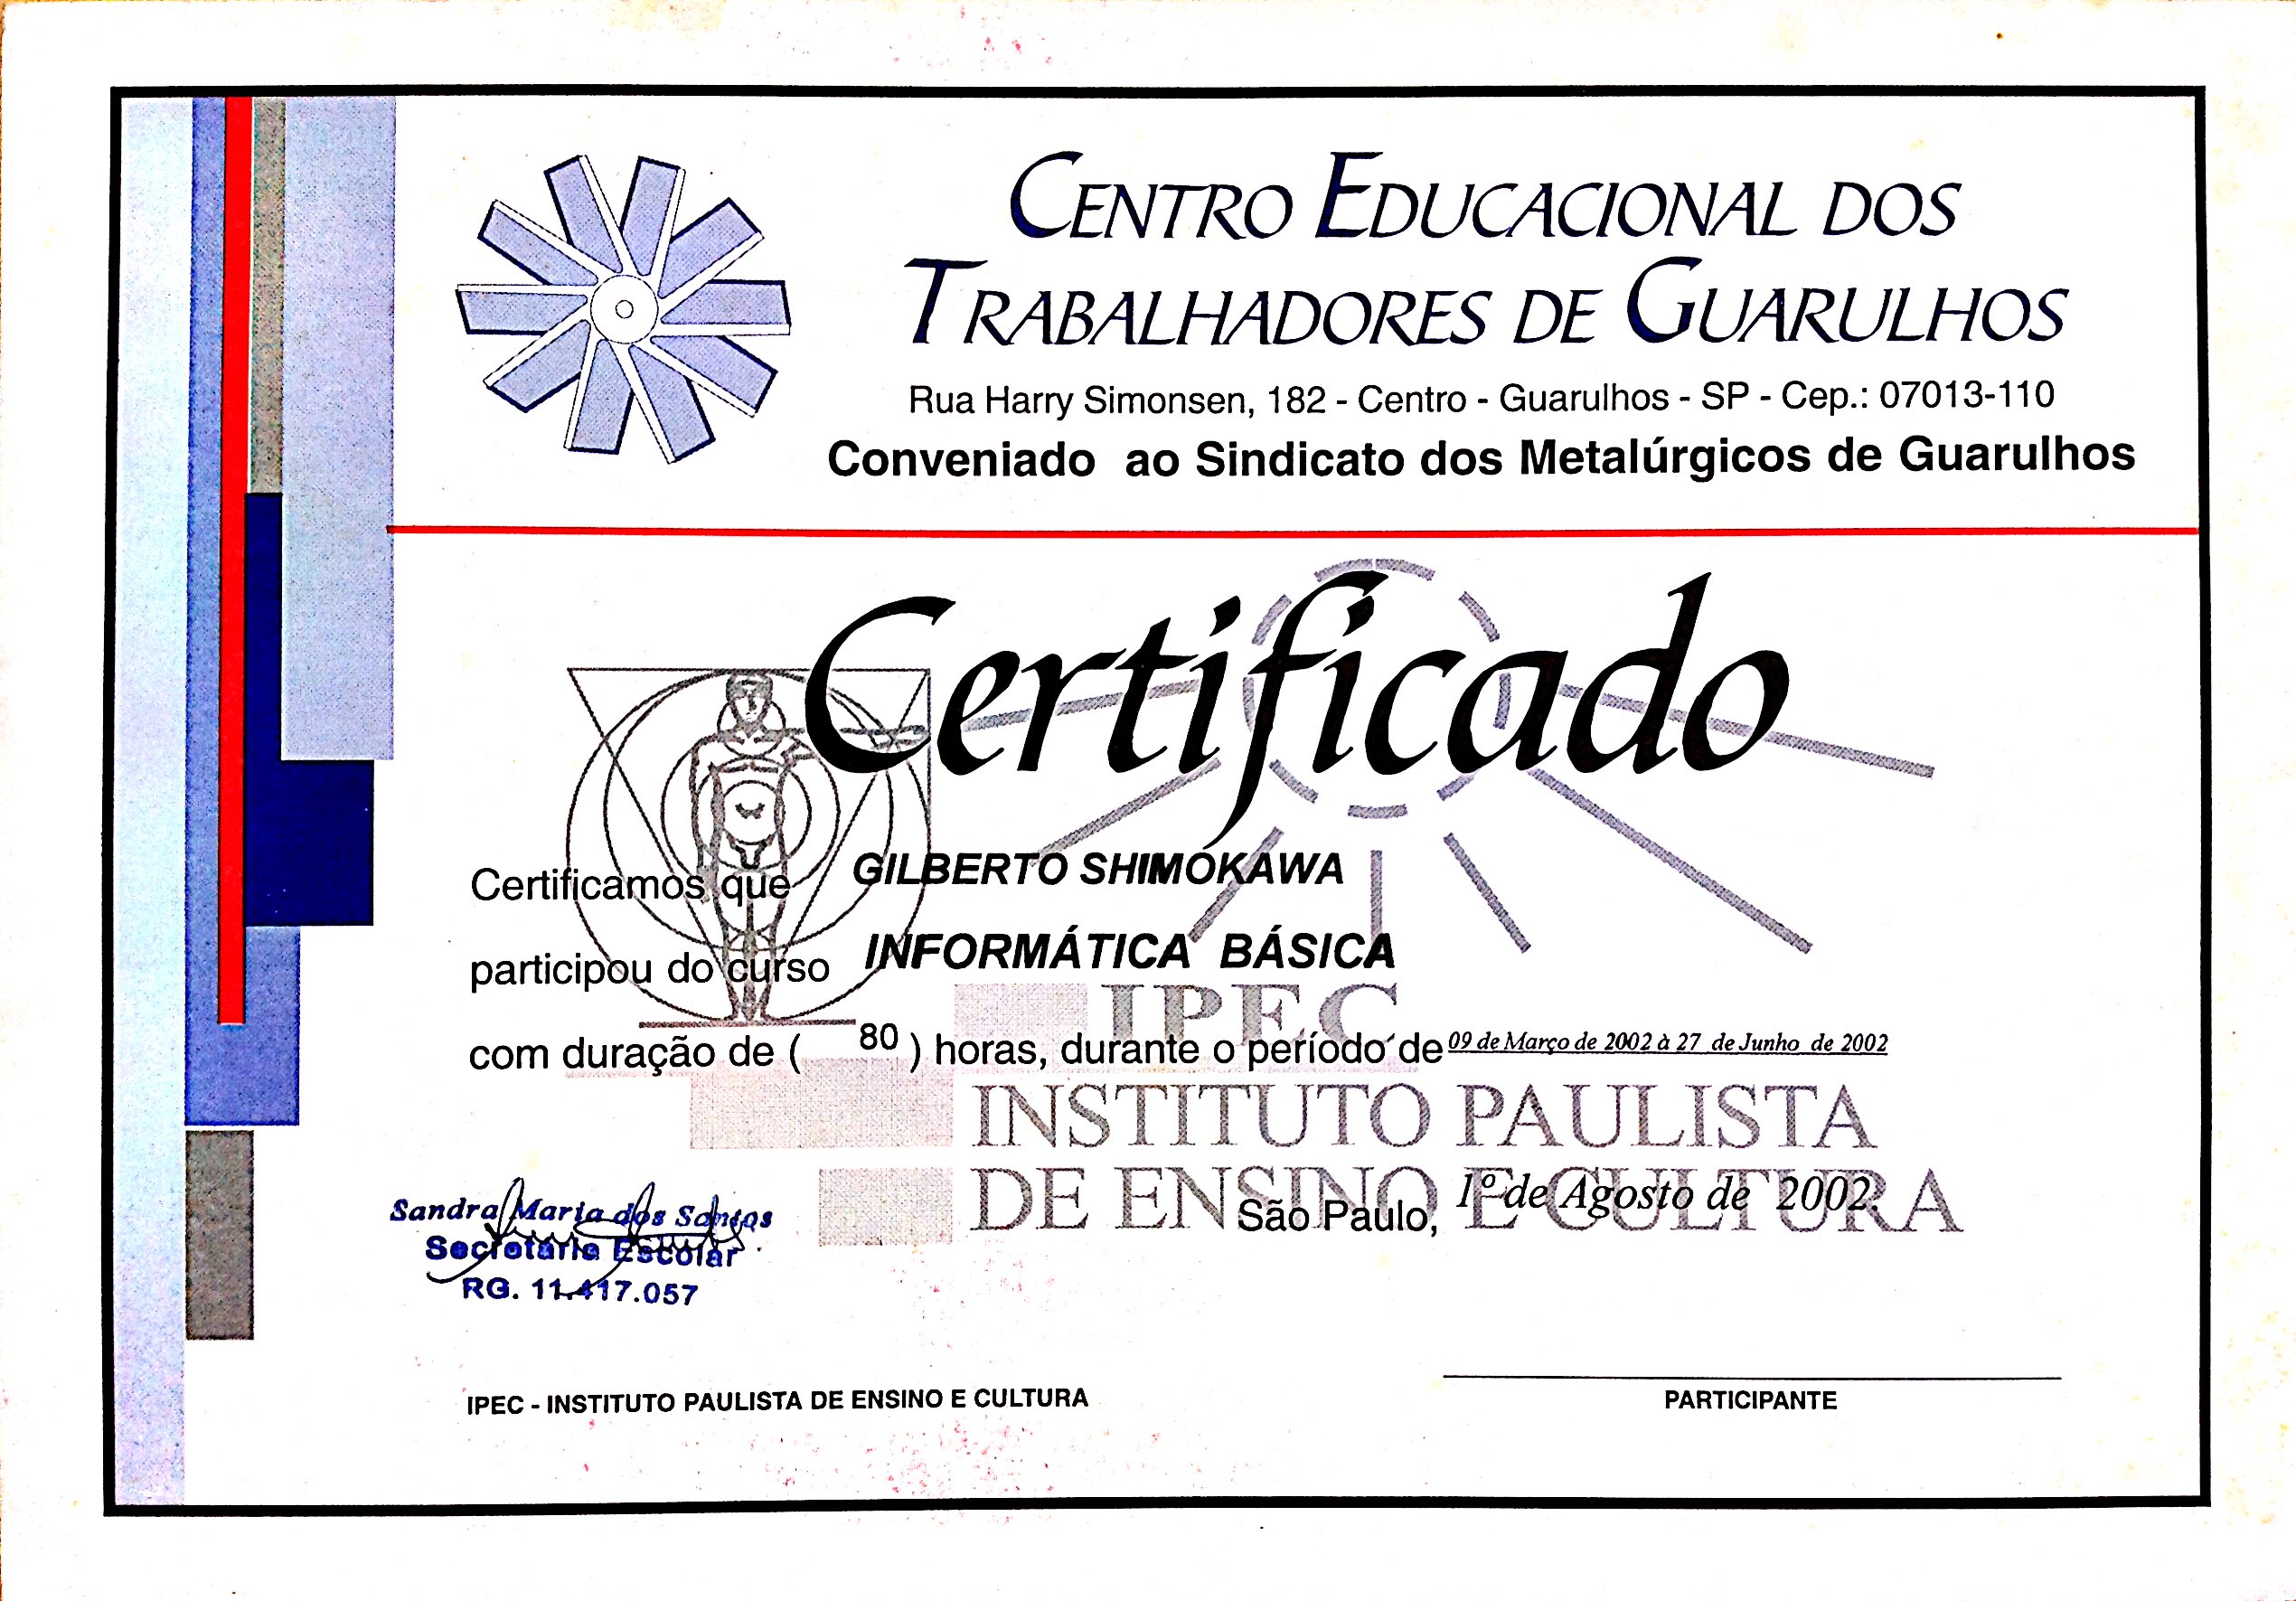 CENTRO EDUCACIONAL DOS
TRABALHADORES DE GUARULHOS
Rua Harry Simonsen, 182 - Centro - Guarulhos - SP - Cep.: 07013-110
Conveniado ao Sindicato dos Metalúrgicos de Guarulhos
Certificado
Certificamos que GILBERTO SHIMOKAWA
participou do curso INFORMÁTICA BÁSICA
IPEC
com duração de ( 80 ) horas, durante o período de 09 de Março de 2002 à 27 de Junho de 2002
INSTITUTO PAULISTA
DE ENSINO E CULTURA
São Paulo, 1º de Agosto de 2002.
Sandra Maria dos Santos
Secretária Escolar
RG. 11.417.057
IPEC - INSTITUTO PAULISTA DE ENSINO E CULTURA
PARTICIPANTE